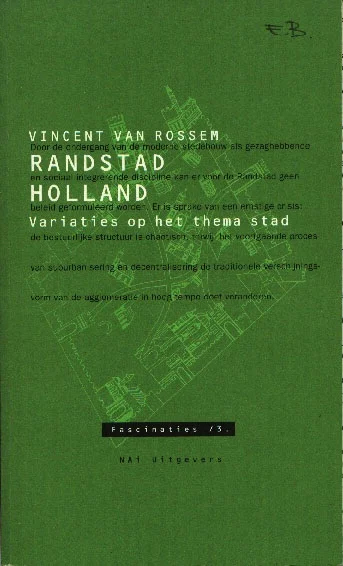 E.B.
VINCENT VAN ROSSEM
Door de ondergang van de moderne stedebouw als gezaghebbende
RANDSTAD
en sociaal integrerende discipline kan er voor de Randstad geen
HOLLAND
beleid geformuleerd worden. Er is sprake van een ernstige crisis:
Variaties op het thema stad
de bestuurlijke structuur is chaotisch, terwijl het voortgaande proces
van suburbanisering en decentralisering de traditionele verschijnings-
vorm van de agglomeratie in hoog tempo doet veranderen.
Fascinaties /3.
NAi Uitgevers